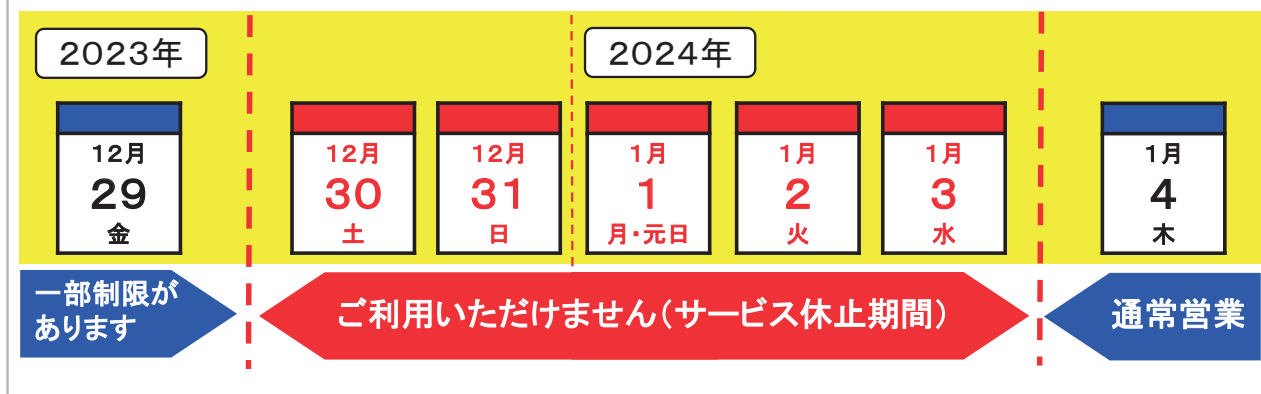 2023年
2024年
12月
29
金
12月
30
土
12月
31
日
1月
1
月・元日
1月
2
火
1月
3
水
1月
4
木
一部制限が
あります
ご利用いただけません（サービス休止期間）
通常営業